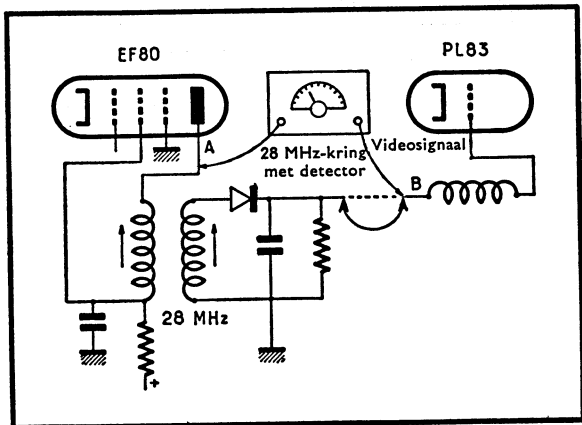 EF80
PL83
A
28 MHz-kring
met detector
Videosignaal
B
28 MHz
+